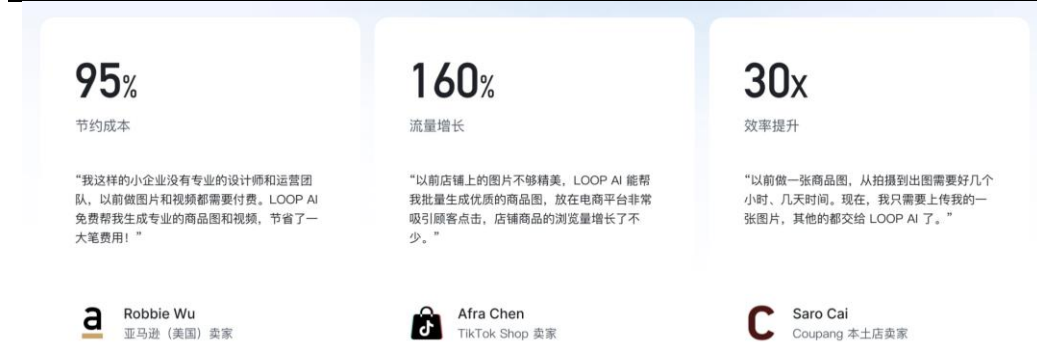 95%
节约成本
“我这样的小企业没有专业的设计师和运营团
队，以前做图片和视频都需要付费。LOOP AI
免费帮我生成专业的商品图和视频，节省了一
大笔费用！”
Robbie Wu
亚马逊（美国）卖家
160%
流量增长
“以前店铺上的图片不够精美，LOOP AI 能帮
我批量生成优质的商品图，放在电商平台非常
吸引顾客点击，店铺商品的浏览量增长了不
少。”
Afra Chen
TikTok Shop 卖家
30X
效率提升
“以前做一张商品图，从拍摄到出图需要好几个
小时、几天时间。现在，我只需要上传我的一
张图片，其他的都交给 LOOP AI 了。”
Saro Cai
Coupang 本土店卖家